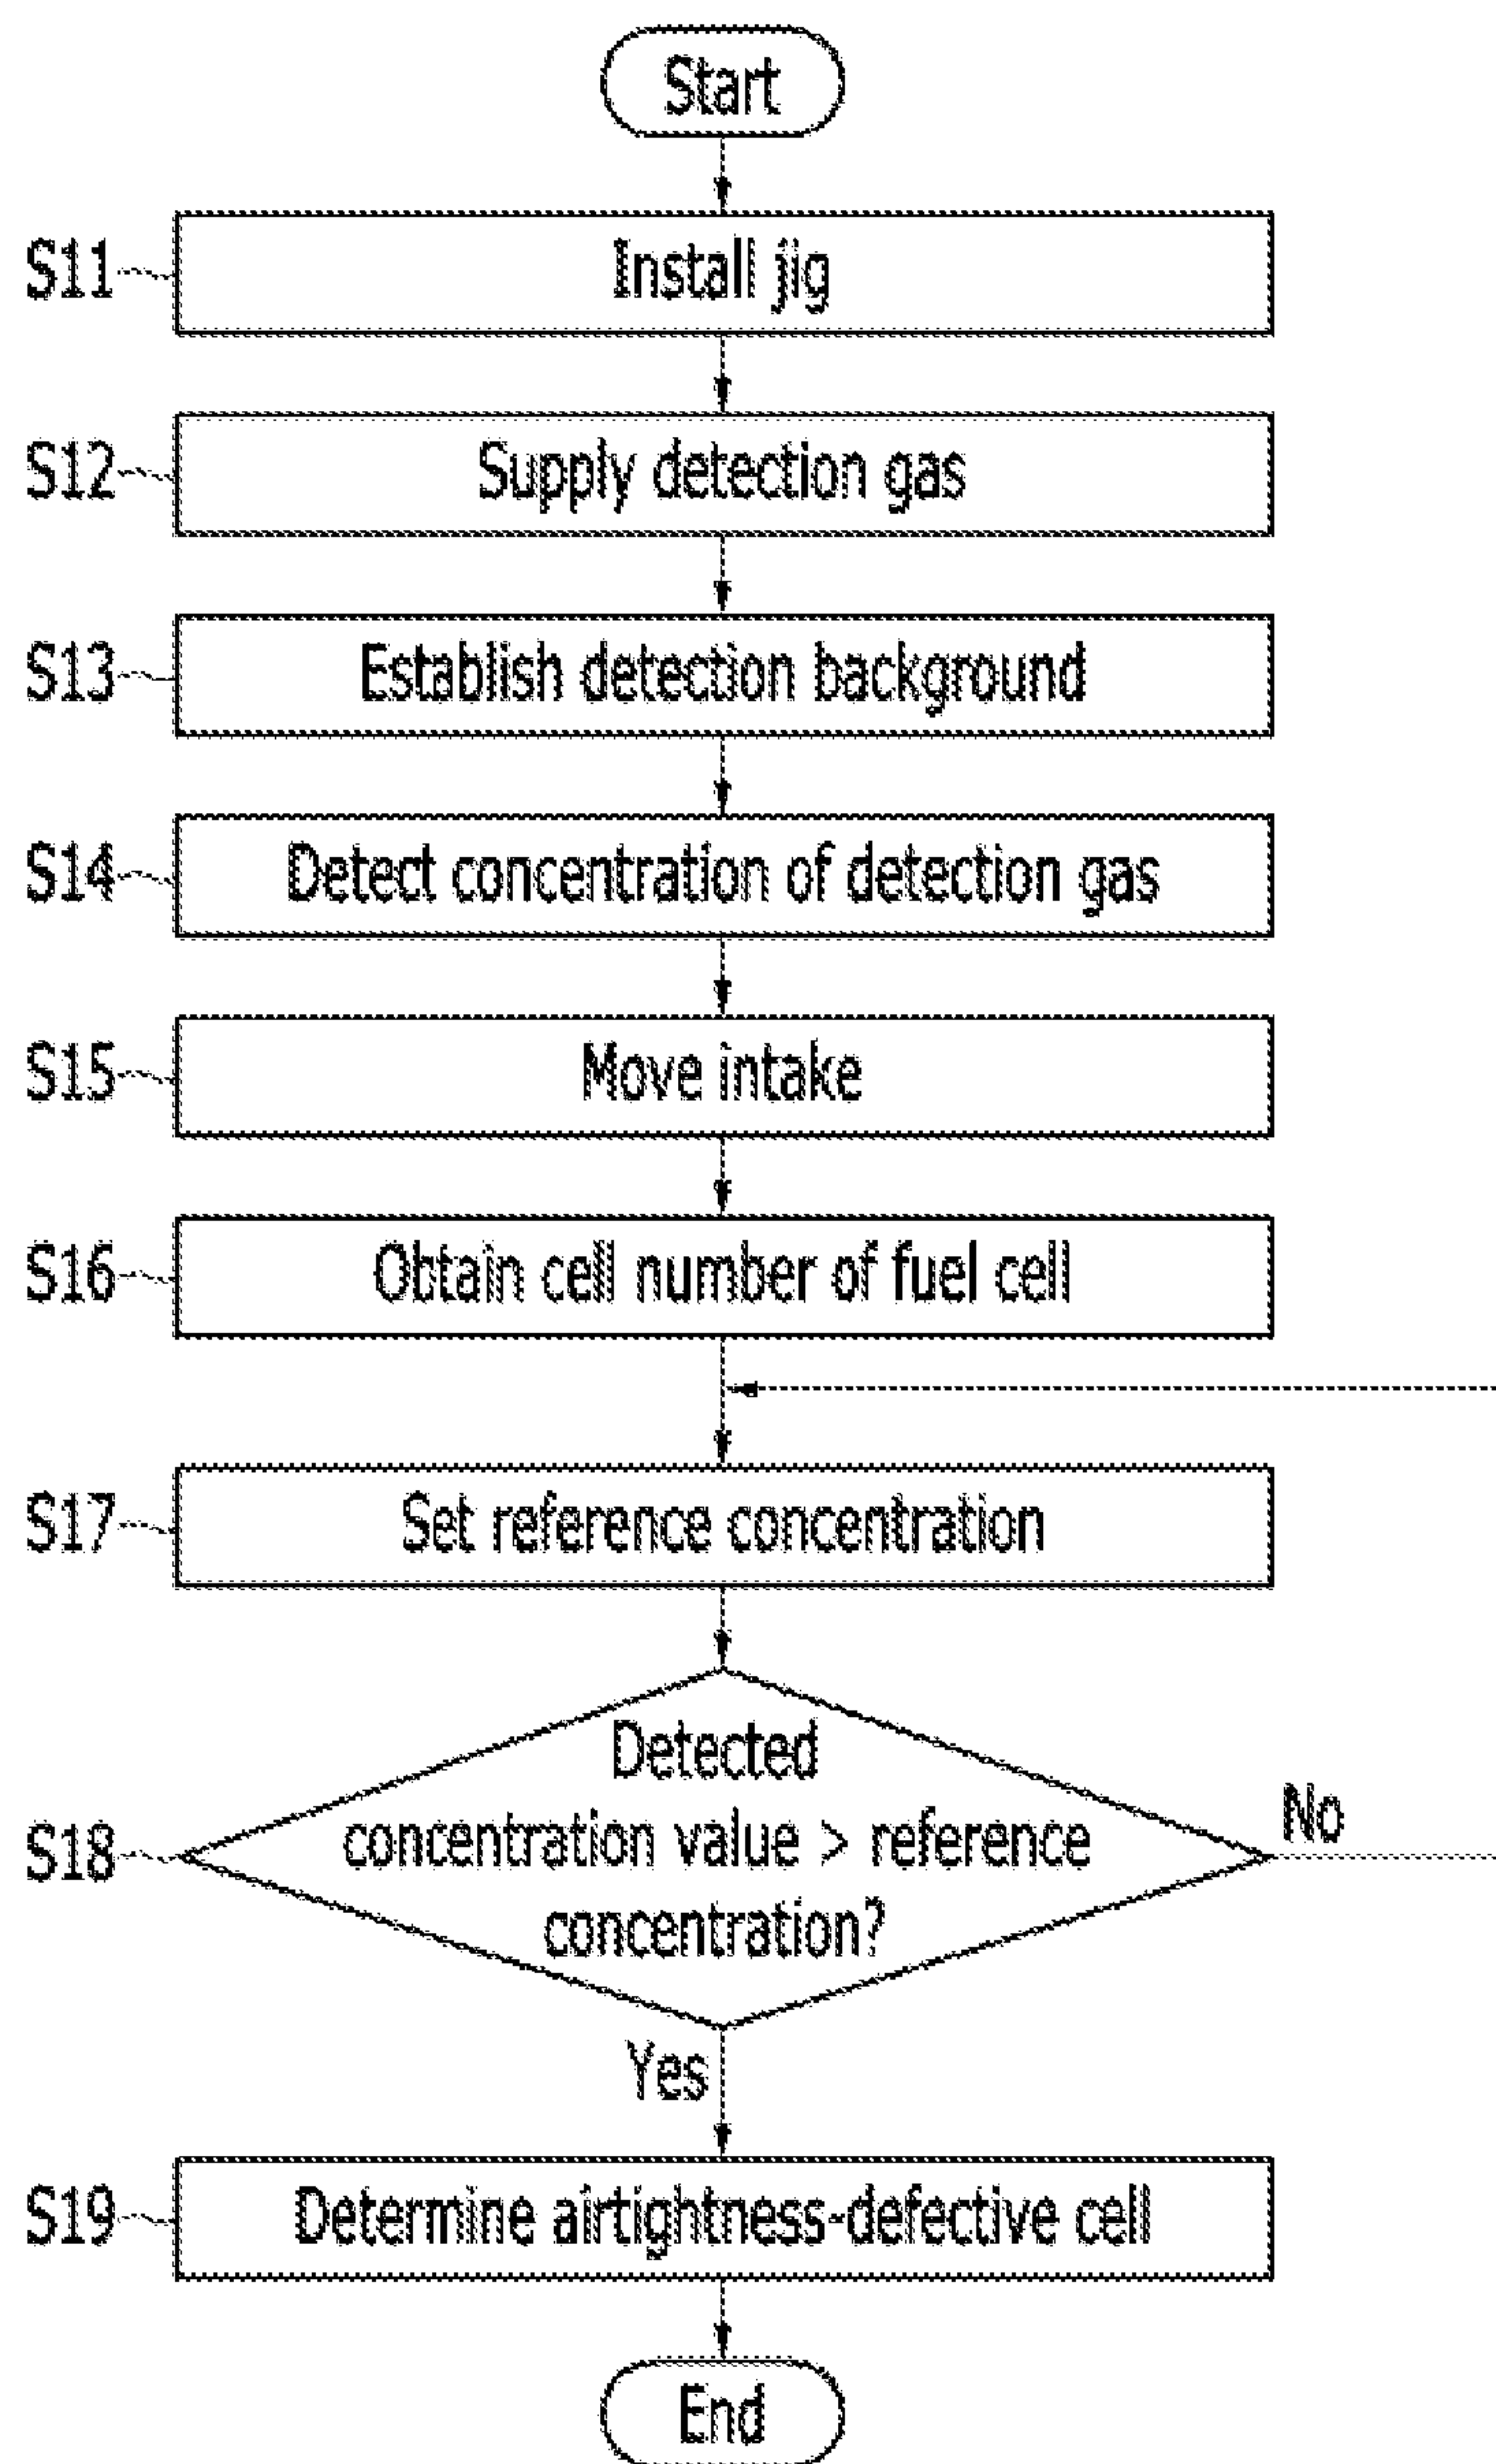 Start
S11
Install jig
S12
Supply detection gas
S13
Establish detection background
S14
Detect concentration of detection gas
S15
Move intake
S16
Obtain cell number of fuel cell
S17
Set reference concentration
S18
Detected
concentration value > reference
concentration?
No
Yes
S19
Determine airtightness-defective cell
End